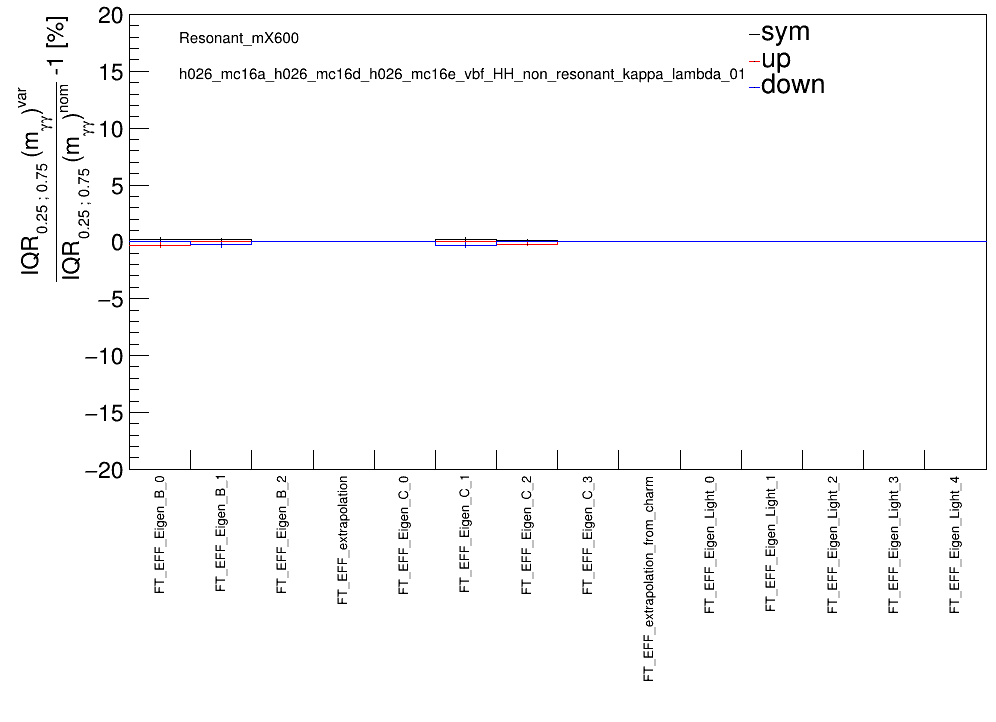 IQR0.25 ; 0.75 (mγγ)var
IQR0.25 ; 0.75 (mγγ)nom -1 [%]
Resonant_mX600
h026_mc16a_h026_mc16d_h026_mc16e_vbf_HH_non_resonant_kappa_lambda_01
sym
up
down
20
15
10
5
0
−5
−10
−15
−20
FT_EFF_Eigen_B_0
FT_EFF_Eigen_B_1
FT_EFF_Eigen_B_2
FT_EFF_extrapolation
FT_EFF_Eigen_C_0
FT_EFF_Eigen_C_1
FT_EFF_Eigen_C_2
FT_EFF_Eigen_C_3
FT_EFF_extrapolation_from_charm
FT_EFF_Eigen_Light_0
FT_EFF_Eigen_Light_1
FT_EFF_Eigen_Light_2
FT_EFF_Eigen_Light_3
FT_EFF_Eigen_Light_4